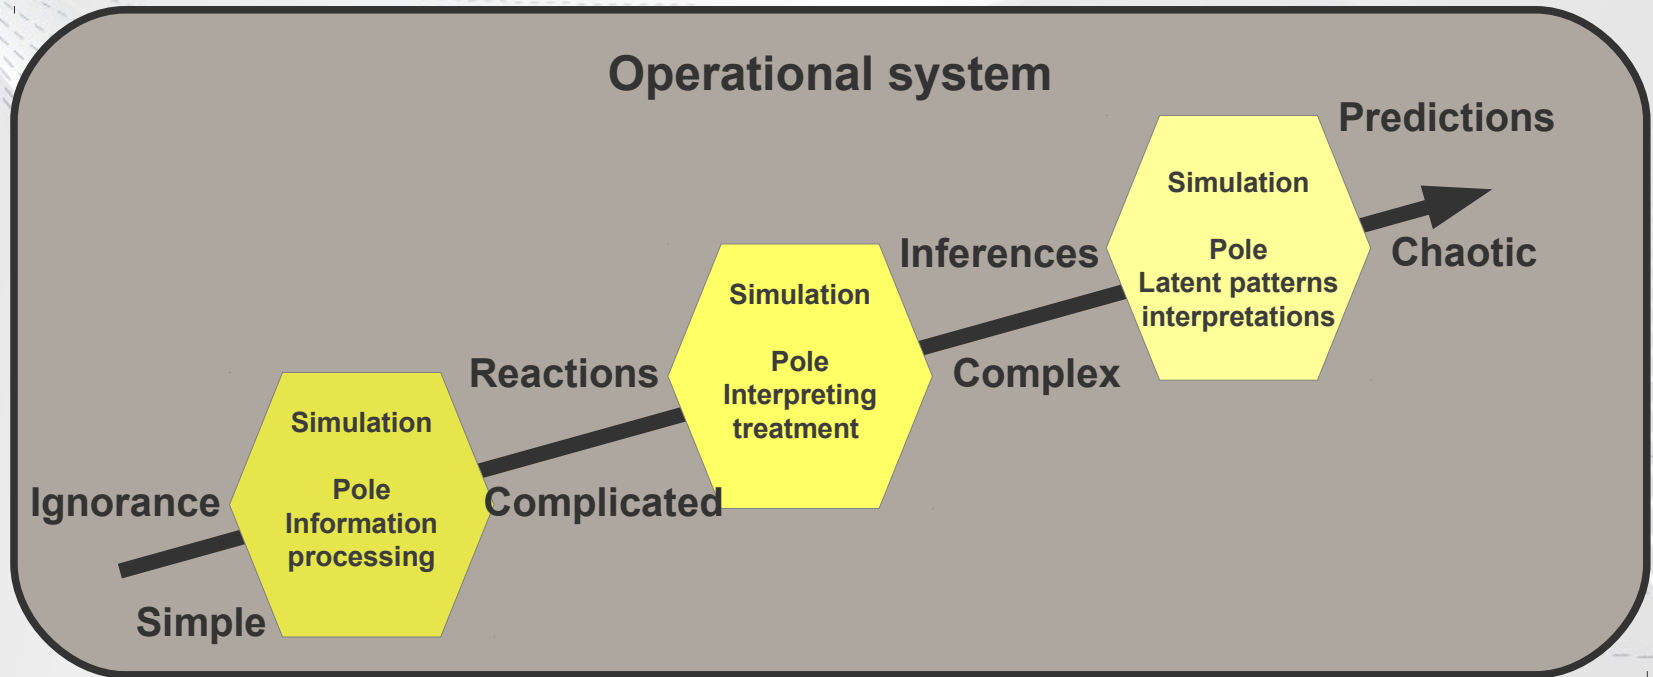 Operational system
Ignorance
Simple
Simulation
Pole
Information
processing
Reactions
Complicated
Simulation
Pole
Interpreting
treatment
Inferences
Complex
Simulation
Pole
Latent patterns
interpretations
Predictions
Chaotic